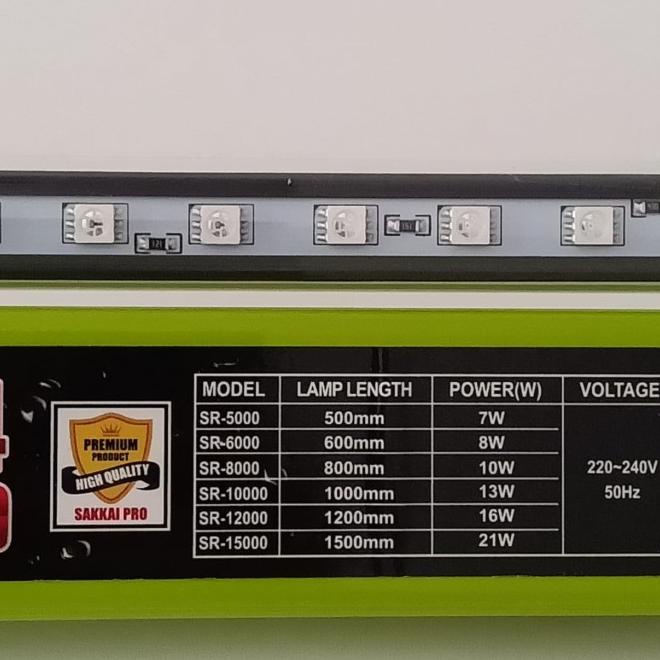 MODEL LAMP LENGTH POWER(W) VOLTAGE
SR-5000 500mm 7W
SR-6000 600mm 8W
SR-8000 800mm 10W
SR-10000 1000mm 13W
SR-12000 1200mm 16W
SR-15000 1500mm 21W
220~240V
50Hz
PREMIUM
PRODUCT
HIGH QUALITY
SAKKAI PRO